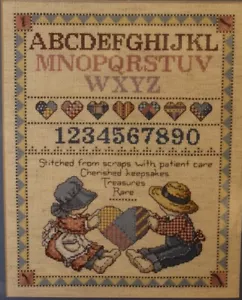 ABCDEFGHIJKL
MNOPQRSTUV
WXYZ
1234567890
Stitched from scraps with patient care
Cherished keepsakes
Treasures
Rare